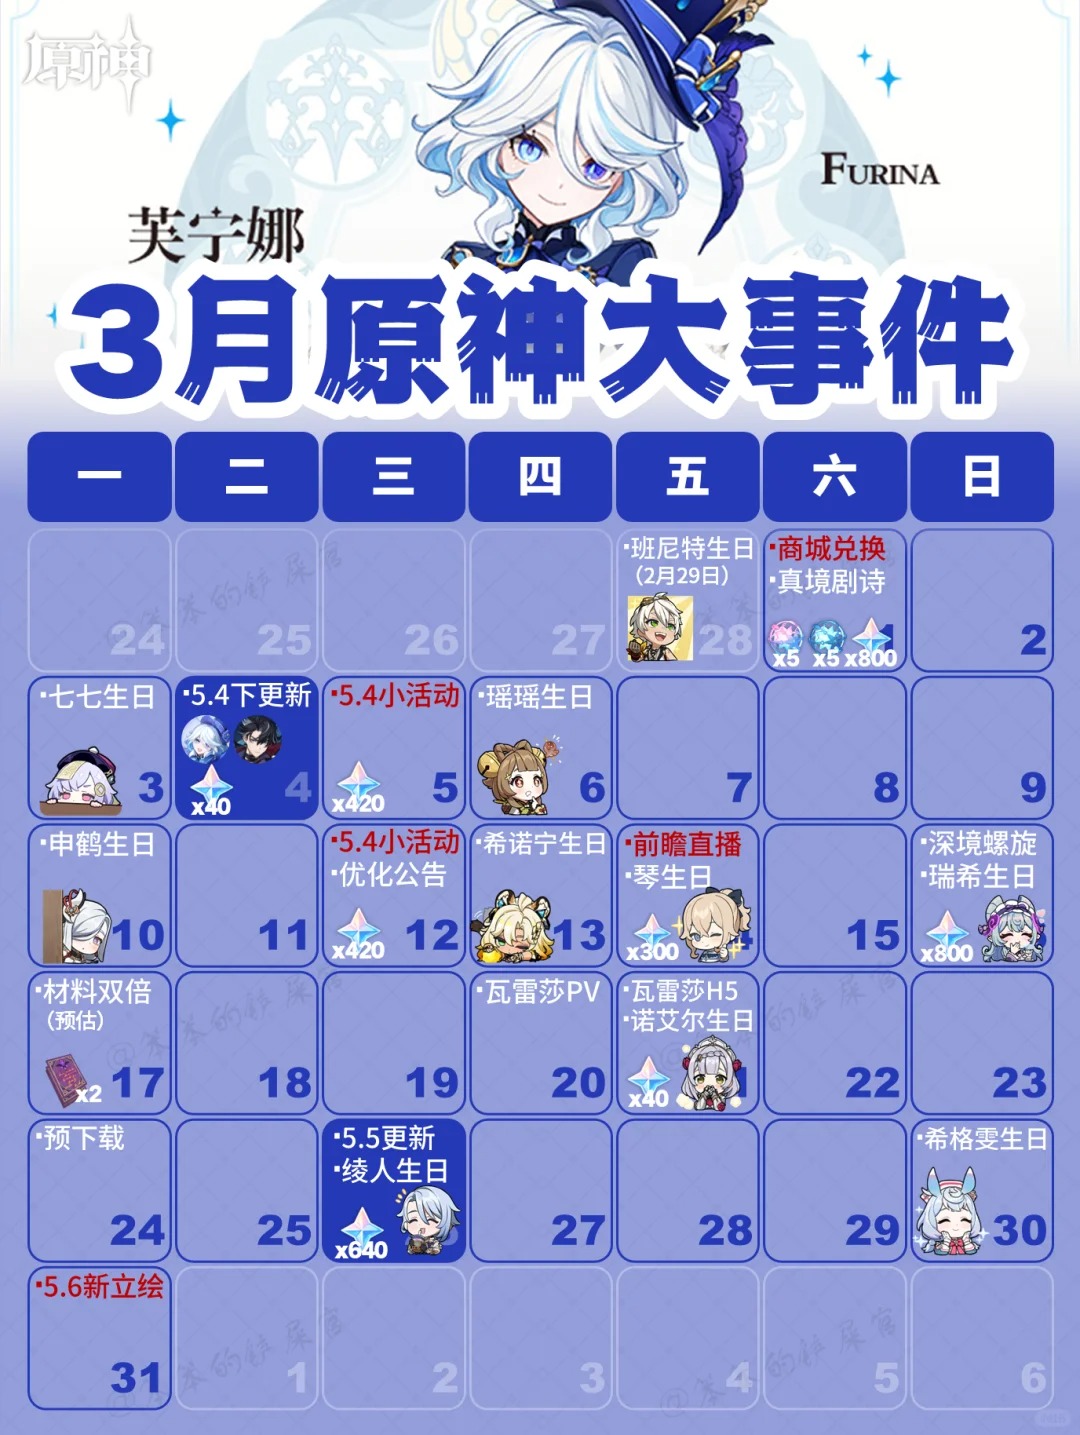 原神
芙宁娜
FURINA
3月原神大事件
一 二 三 四 五 六 日
24
25
26
27
·班尼特生日
(2月29日)
28
·商城兑换
·真境剧诗
x5 x5 x800
1
2
·七七生日
3
·5.4下更新
x40
4
·5.4小活动
x420
5
·瑶瑶生日
6
7
8
9
·申鹤生日
10
11
·5.4小活动
·优化公告
x420
12
·希诺宁生日
13
·前瞻直播
·琴生日
x300
15
·深境螺旋
·瑞希生日
x800
·材料双倍
(预估)
x2
17
18
19
·瓦雷莎PV
20
·瓦雷莎H5
·诺艾尔生日
x40
22
23
·预下载
24
25
·5.5更新
·绫人生日
x640
27
28
29
·希格雯生日
30
·5.6新立绘
31
1
2
3
4
5
6
@笨笨的铲屎官